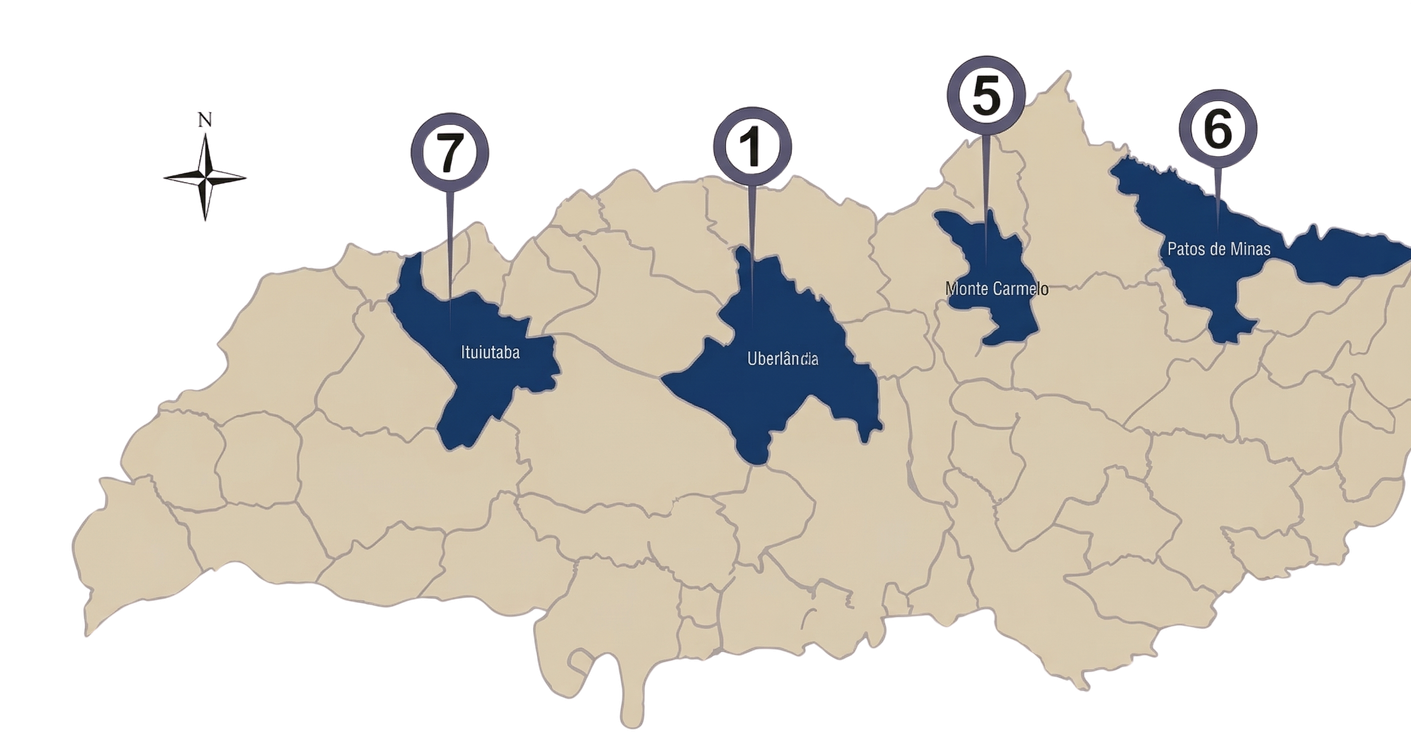 N
7
1
5
6
Ituiutaba
Uberlândia
Monte Carmelo
Patos de Minas